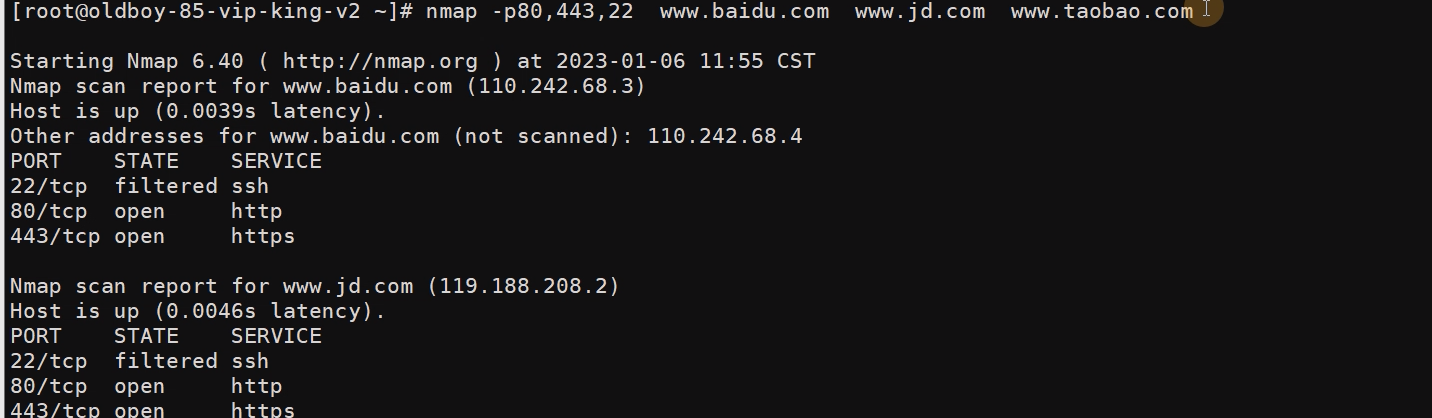 [root@oldboy-85-vip-king-v2 ~]# nmap -p80,443,22  www.baidu.com  www.jd.com  www.taobao.com
Starting Nmap 6.40 ( http://nmap.org ) at 2023-01-06 11:55 CST
Nmap scan report for www.baidu.com (110.242.68.3)
Host is up (0.0039s latency).
Other addresses for www.baidu.com (not scanned): 110.242.68.4
PORT    STATE    SERVICE
22/tcp  filtered ssh
80/tcp  open     http
443/tcp open     https
Nmap scan report for www.jd.com (119.188.208.2)
Host is up (0.0046s latency).
PORT    STATE    SERVICE
22/tcp  filtered ssh
80/tcp  open     http
443/tcp open     https